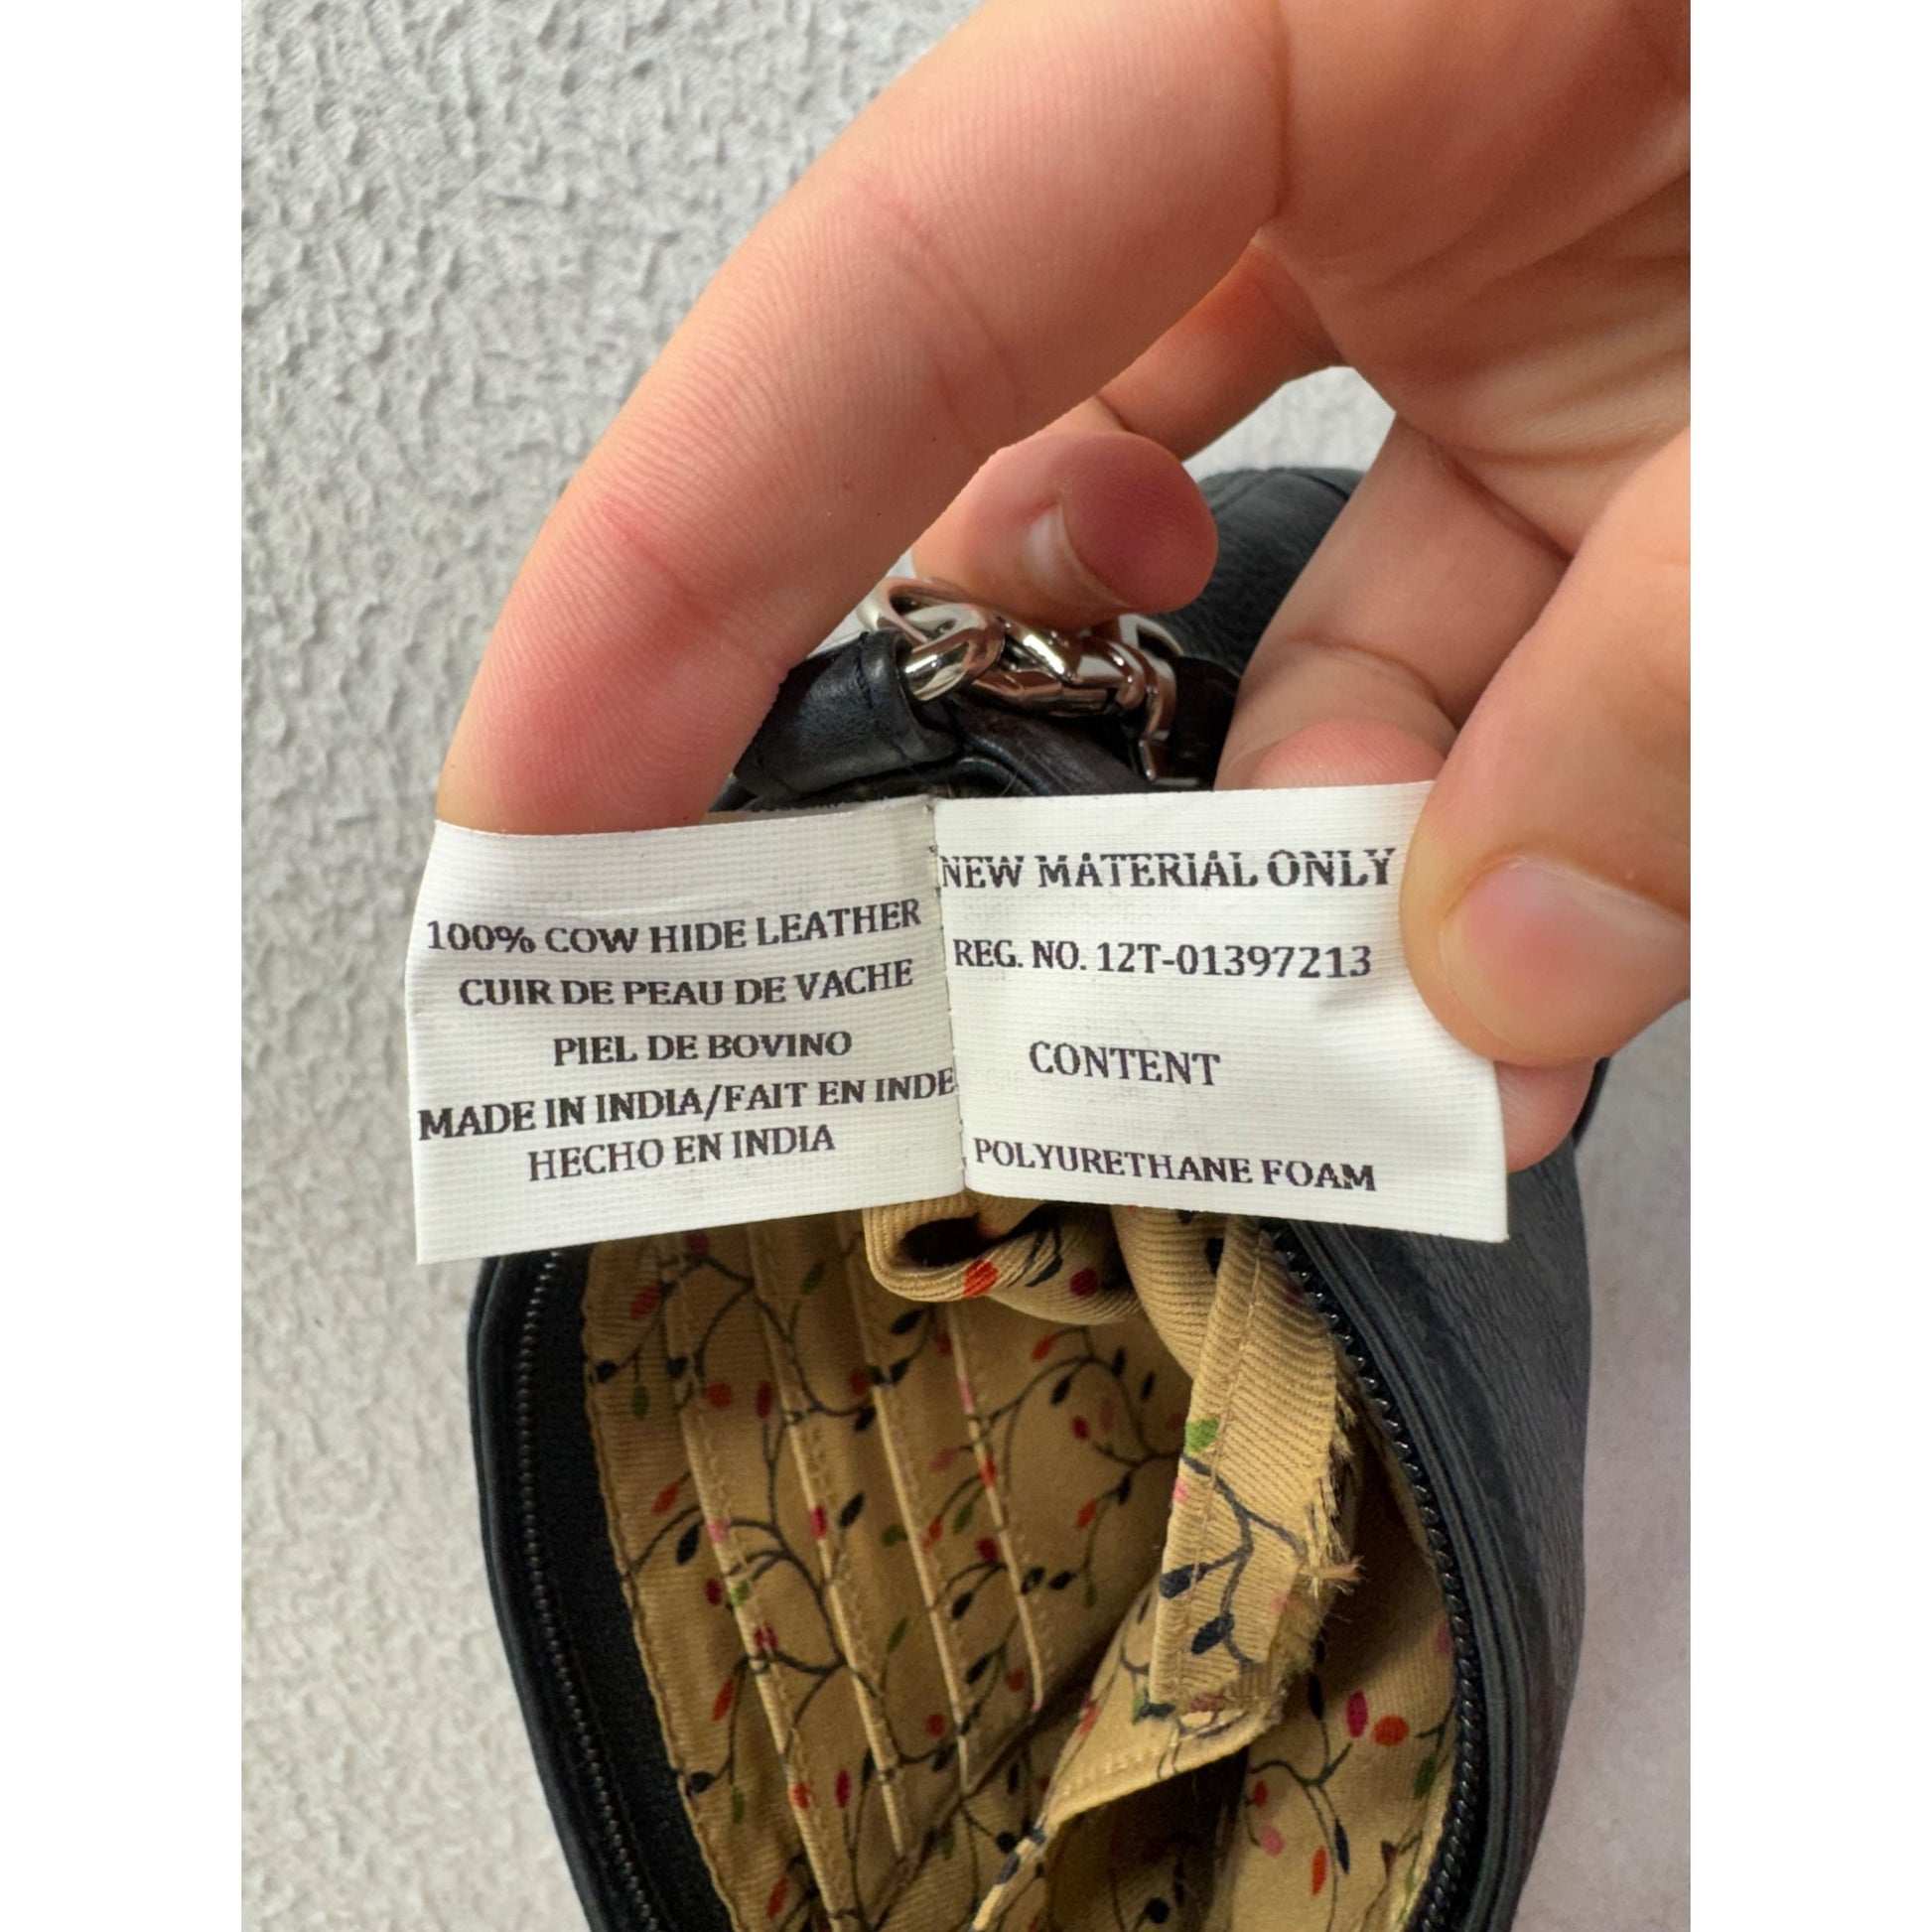 100% COW HIDE LEATHER
CUIR DE PEAU DE VACHE
PIEL DE BOVINO
MADE IN INDIA/FAIT EN INDE
HECHO EN INDIA
NEW MATERIAL ONLY
REG. NO. 12T-01397213
CONTENT
POLYURETHANE FOAM